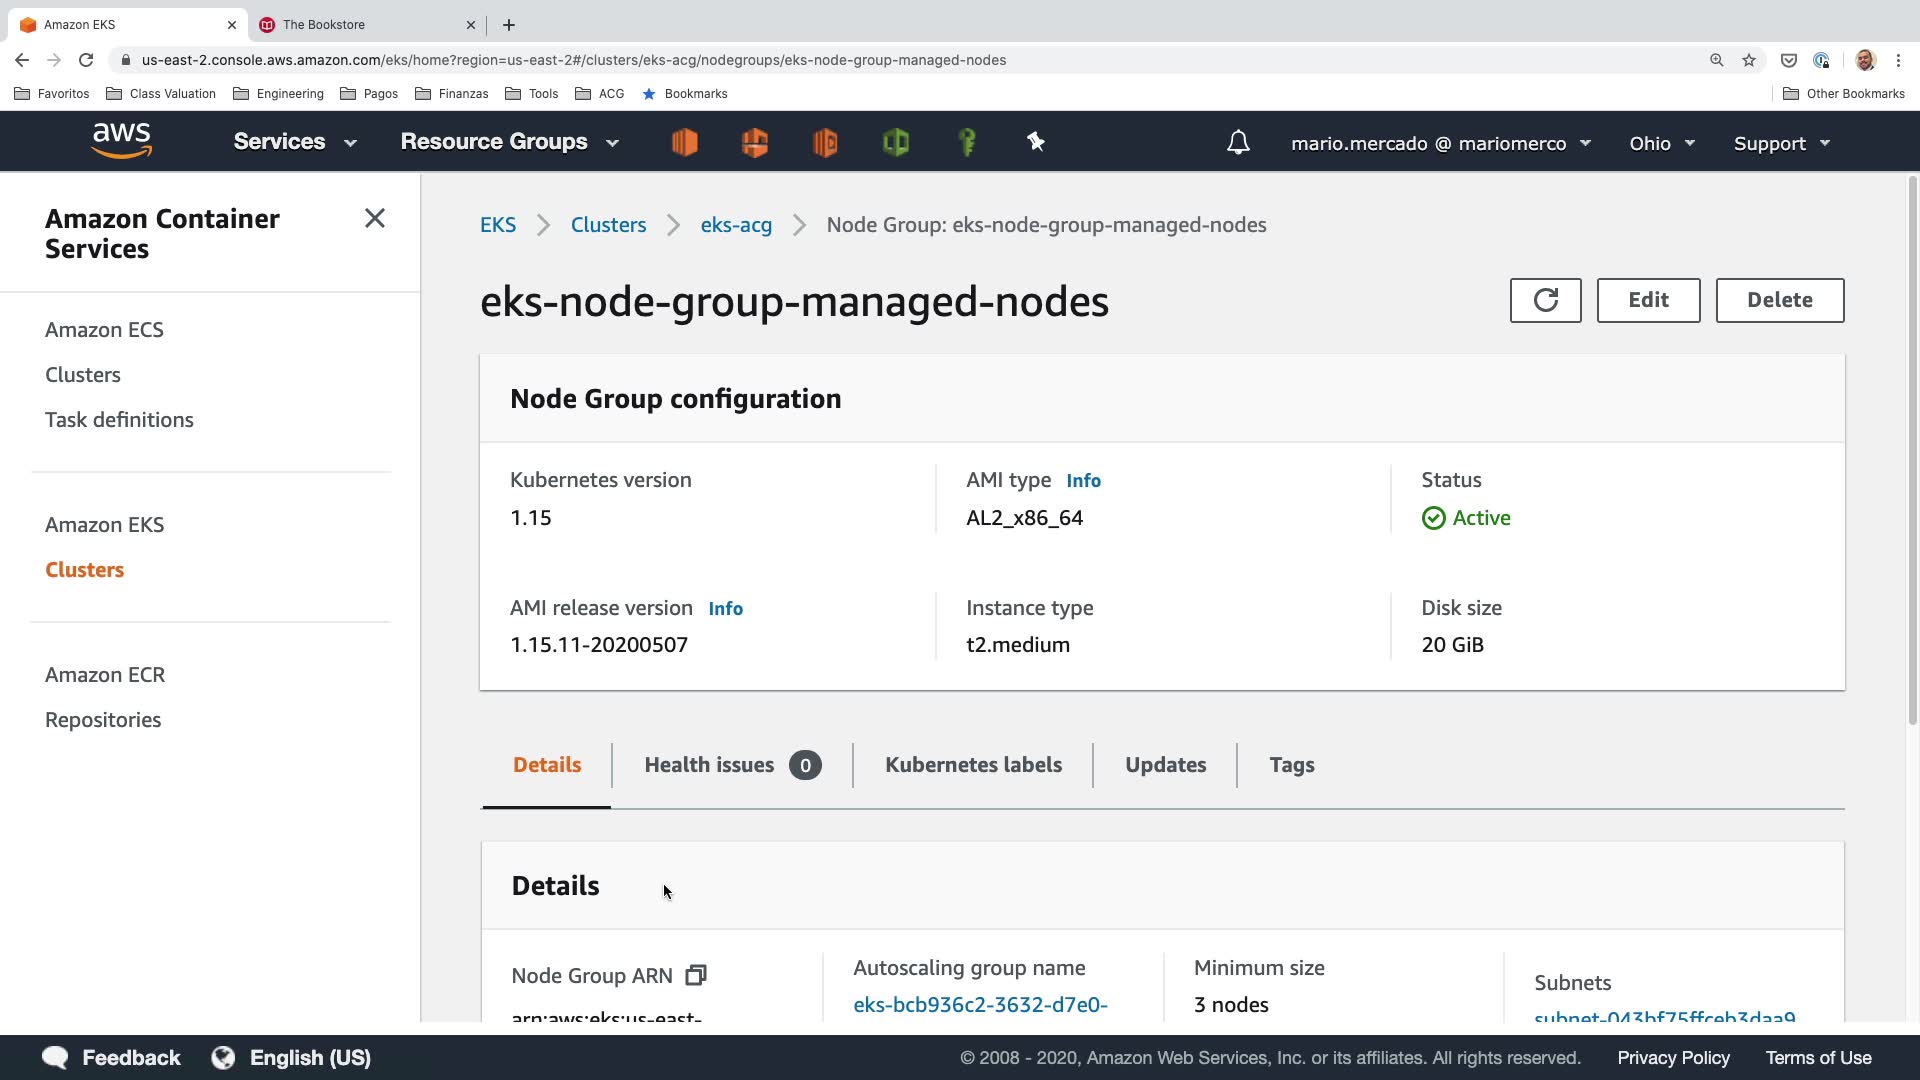 Amazon EKS
The Bookstore
us-east-2.console.aws.amazon.com/eks/home?region=us-east-2#/clusters/eks-acg/nodegroups/eks-node-group-managed-nodes
Favoritos
Class Valuation
Engineering
Pagos
Finanzas
Tools
ACG
Bookmarks
Other Bookmarks
aws
Services
Resource Groups
mario.mercado @ mariomerco
Ohio
Support
Amazon Container
Services
Amazon ECS
Clusters
Task definitions
Amazon EKS
Clusters
Amazon ECR
Repositories
EKS
Clusters
eks-acg
Node Group: eks-node-group-managed-nodes
eks-node-group-managed-nodes
Edit
Delete
Node Group configuration
Kubernetes version
1.15
AMI type Info
AL2_x86_64
Status
Active
AMI release version Info
1.15.11-20200507
Instance type
t2.medium
Disk size
20 GiB
Details
Health issues 0
Kubernetes labels
Updates
Tags
Details
Node Group ARN
arn:aws:eks:us-east-
Autoscaling group name
eks-bcb936c2-3632-d7e0-
Minimum size
3 nodes
Subnets
subnet-043bf75ffceb3daa9
Feedback
English (US)
© 2008 - 2020, Amazon Web Services, Inc. or its affiliates. All rights reserved.
Privacy Policy
Terms of Use